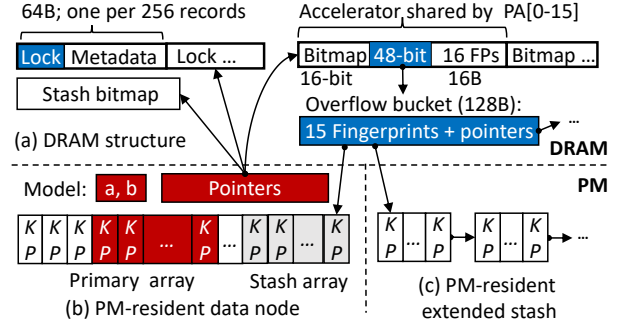 64B; one per 256 records
Lock Metadata Lock ...
Stash bitmap
(a) DRAM structure
Accelerator shared by PA[0-15]
Bitmap 48-bit 16 FPs Bitmap ...
16-bit 16B
Overflow bucket (128B):
15 Fingerprints + pointers ...
DRAM
PM
Model: a, b Pointers
K K K K K ... K ... K K ... K
P P P P P P P P P
Primary array Stash array
(b) PM-resident data node
K ... K K ... K ...
P P P P
(c) PM-resident
extended stash